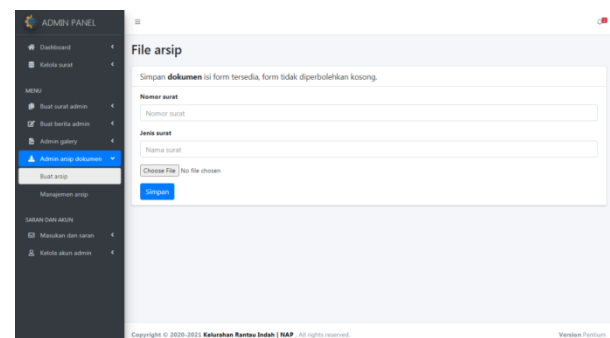 ADMIN PANEL
Dashboard
Kelola surat
MENU
Buat surat admin
Buat berita admin
Admin galery
Admin arsip dokumen
Buat arsip
Manajemen arsip
SARAN DAN AKUN
Masukan dan saran
Kelola akun admin
File arsip
Simpan dokumen isi form tersedia, form tidak diperbolehkan kosong.
Nomor surat
Nomor surat
Jenis surat
Nama surat
Choose File No file chosen
Simpan
Copyright © 2020-2021 Kelurahan Rantau Indah | NAP . All rights reserved.
Version Pentium